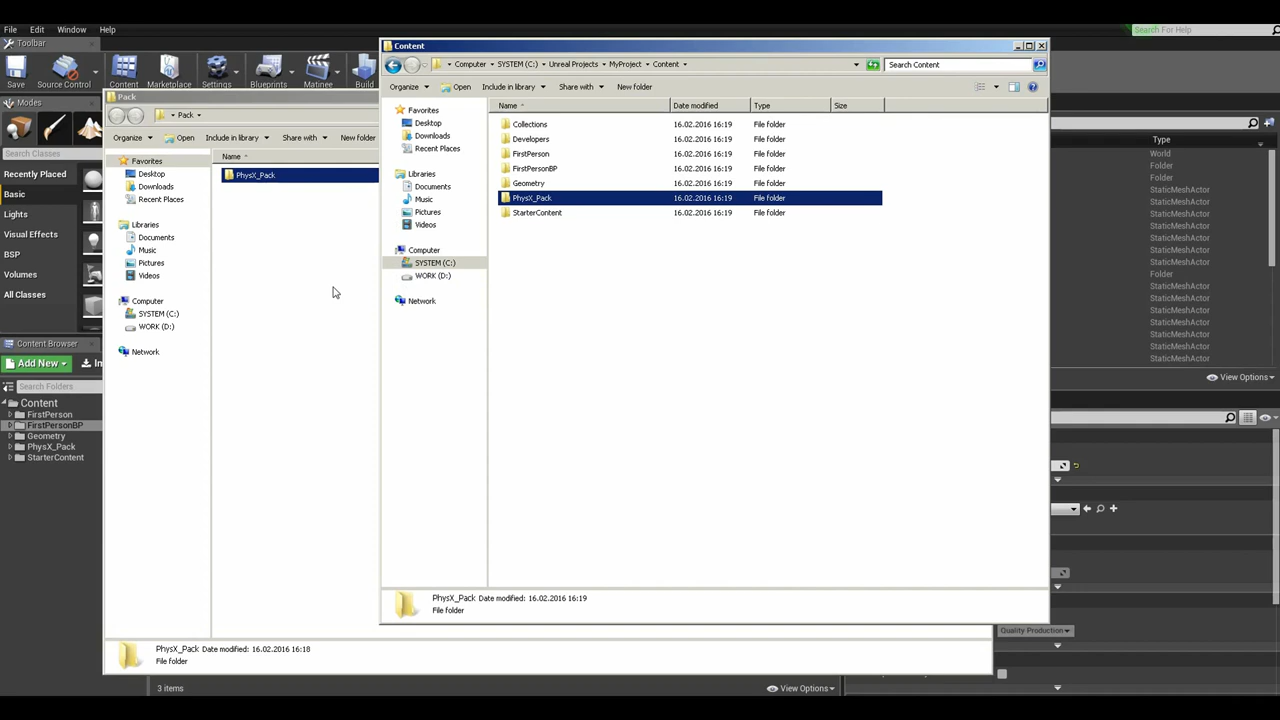 File Edit Window Help
Search For Help
Toolbar
Save Source Control Content Marketplace Settings Blueprints Matinee Build
Modes
Search Classes
Recently Placed
Basic
Lights
Visual Effects
BSP
Volumes
All Classes
Content Browser
Add New
Search Folders
Content
FirstPerson
FirstPersonBP
Geometry
PhysX_Pack
StarterContent
Pack
Pack
Organize Open Include in library Share with New folder
Favorites
Desktop
Downloads
Recent Places
Libraries
Documents
Music
Pictures
Videos
Computer
SYSTEM (C:)
WORK (D:)
Network
Name
PhysX_Pack
PhysX_Pack Date modified: 16.02.2016 16:18
File folder
Content
Computer SYSTEM (C:) Unreal Projects MyProject Content
Search Content
Organize Open Include in library Share with New folder
Favorites
Desktop
Downloads
Recent Places
Libraries
Documents
Music
Pictures
Videos
Computer
SYSTEM (C:)
WORK (D:)
Network
Name Date modified Type Size
Collections 16.02.2016 16:19 File folder
Developers 16.02.2016 16:19 File folder
FirstPerson 16.02.2016 16:19 File folder
FirstPersonBP 16.02.2016 16:19 File folder
Geometry 16.02.2016 16:19 File folder
PhysX_Pack 16.02.2016 16:19 File folder
StarterContent 16.02.2016 16:19 File folder
PhysX_Pack Date modified: 16.02.2016 16:19
File folder
Type
World
Folder
Folder
StaticMeshActor
StaticMeshActor
StaticMeshActor
StaticMeshActor
StaticMeshActor
StaticMeshActor
StaticMeshActor
Folder
StaticMeshActor
StaticMeshActor
StaticMeshActor
StaticMeshActor
StaticMeshActor
StaticMeshActor
StaticMeshActor
View Options
Quality Production
3 items
View Options